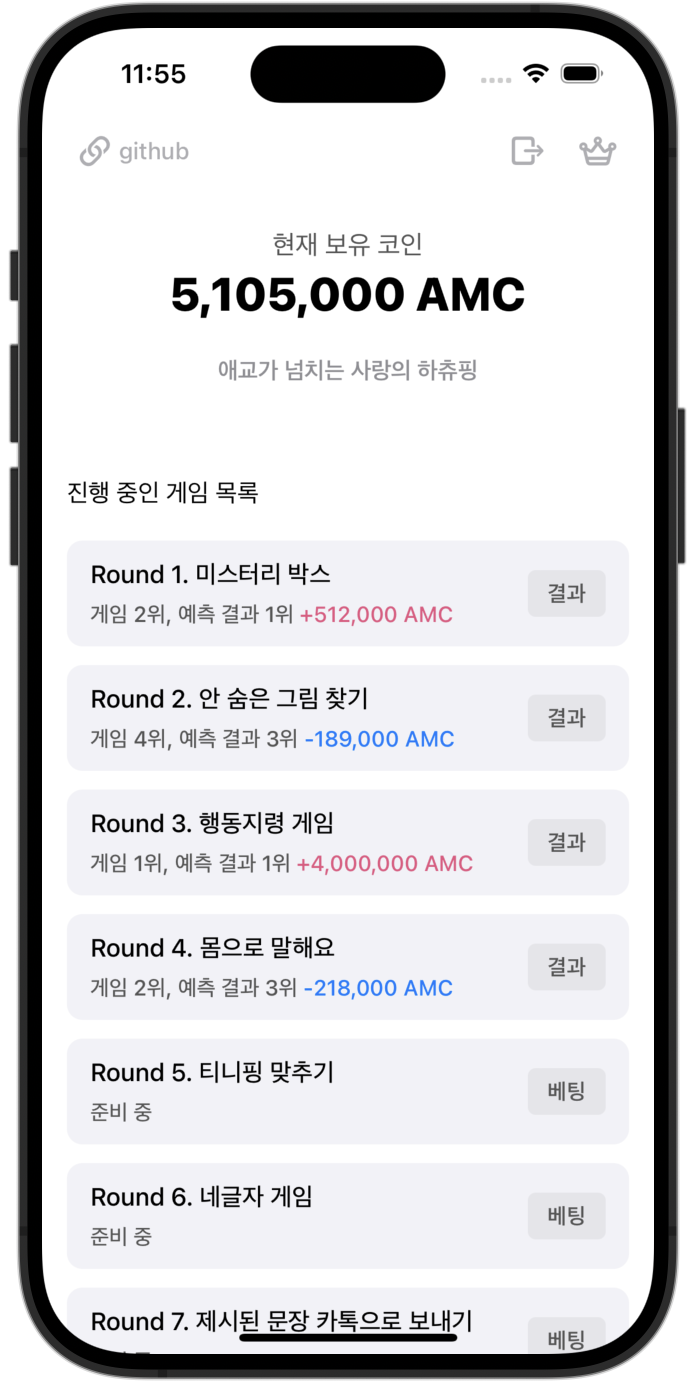 11:55
github
현재 보유 코인
5,105,000 AMC
애교가 넘치는 사랑의 하츄핑
진행 중인 게임 목록
Round 1. 미스터리 박스
게임 2위, 예측 결과 1위 +512,000 AMC
결과
Round 2. 안 숨은 그림 찾기
게임 4위, 예측 결과 3위 -189,000 AMC
결과
Round 3. 행동지령 게임
게임 1위, 예측 결과 1위 +4,000,000 AMC
결과
Round 4. 몸으로 말해요
게임 2위, 예측 결과 3위 -218,000 AMC
결과
Round 5. 티니핑 맞추기
준비 중
베팅
Round 6. 네글자 게임
준비 중
베팅
Round 7. 제시된 문장 카톡으로 보내기
베팅